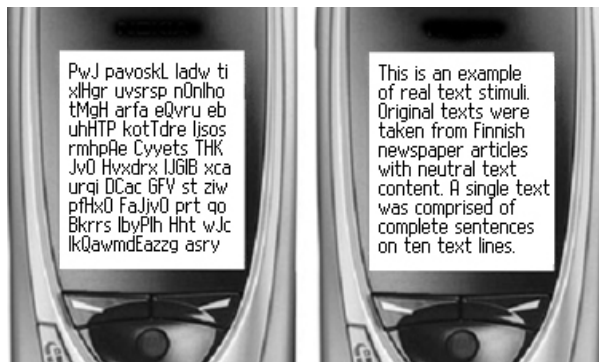 PwJ pavoskL ladw ti
xlHgr uvsrsp nOnlho
tMgH arfa eQvru eb
uhHTP kotTdre ljsos
rmhpAe Cyyets THK
JvO Hvxdrx IJGlB xca
urqi DCac GFV st ziw
pfHxO FaJjvO prt qo
Bkrrs lbyPlh Hht wJc
lkQawmdEazzg asry
This is an example
of real text stimuli.
Original texts were
taken from Finnish
newspaper articles
with neutral text
content. A single text
was comprised of
complete sentences
on ten text lines.